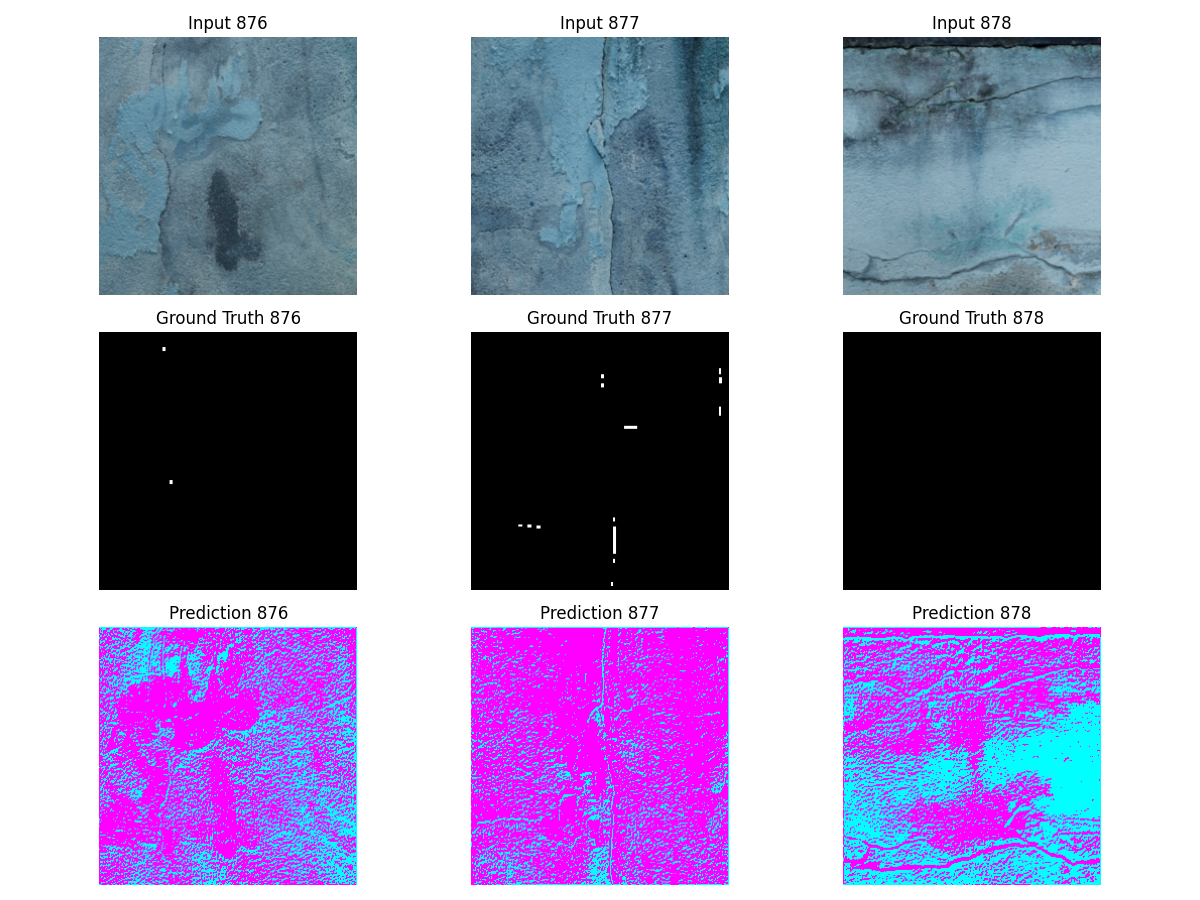 Input 876
Input 877
Input 878
Ground Truth 876
Ground Truth 877
Ground Truth 878
Prediction 876
Prediction 877
Prediction 878